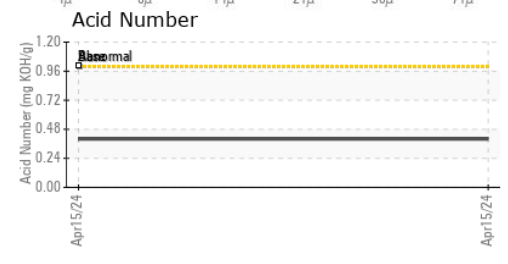 Acid Number
Acid Number (mg KOH/g)
1.20
0.96
0.72
0.48
0.24
0.00
Abnormal
Apr15/24
Apr15/24